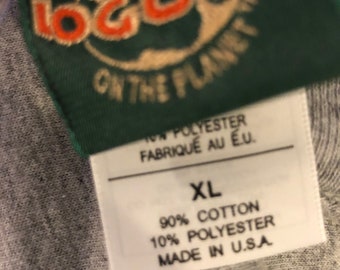 ON THE PLANET
10% POLYESTER
FABRIQUÉ AU É.U.
XL
90% COTTON
10% POLYESTER
MADE IN U.S.A.